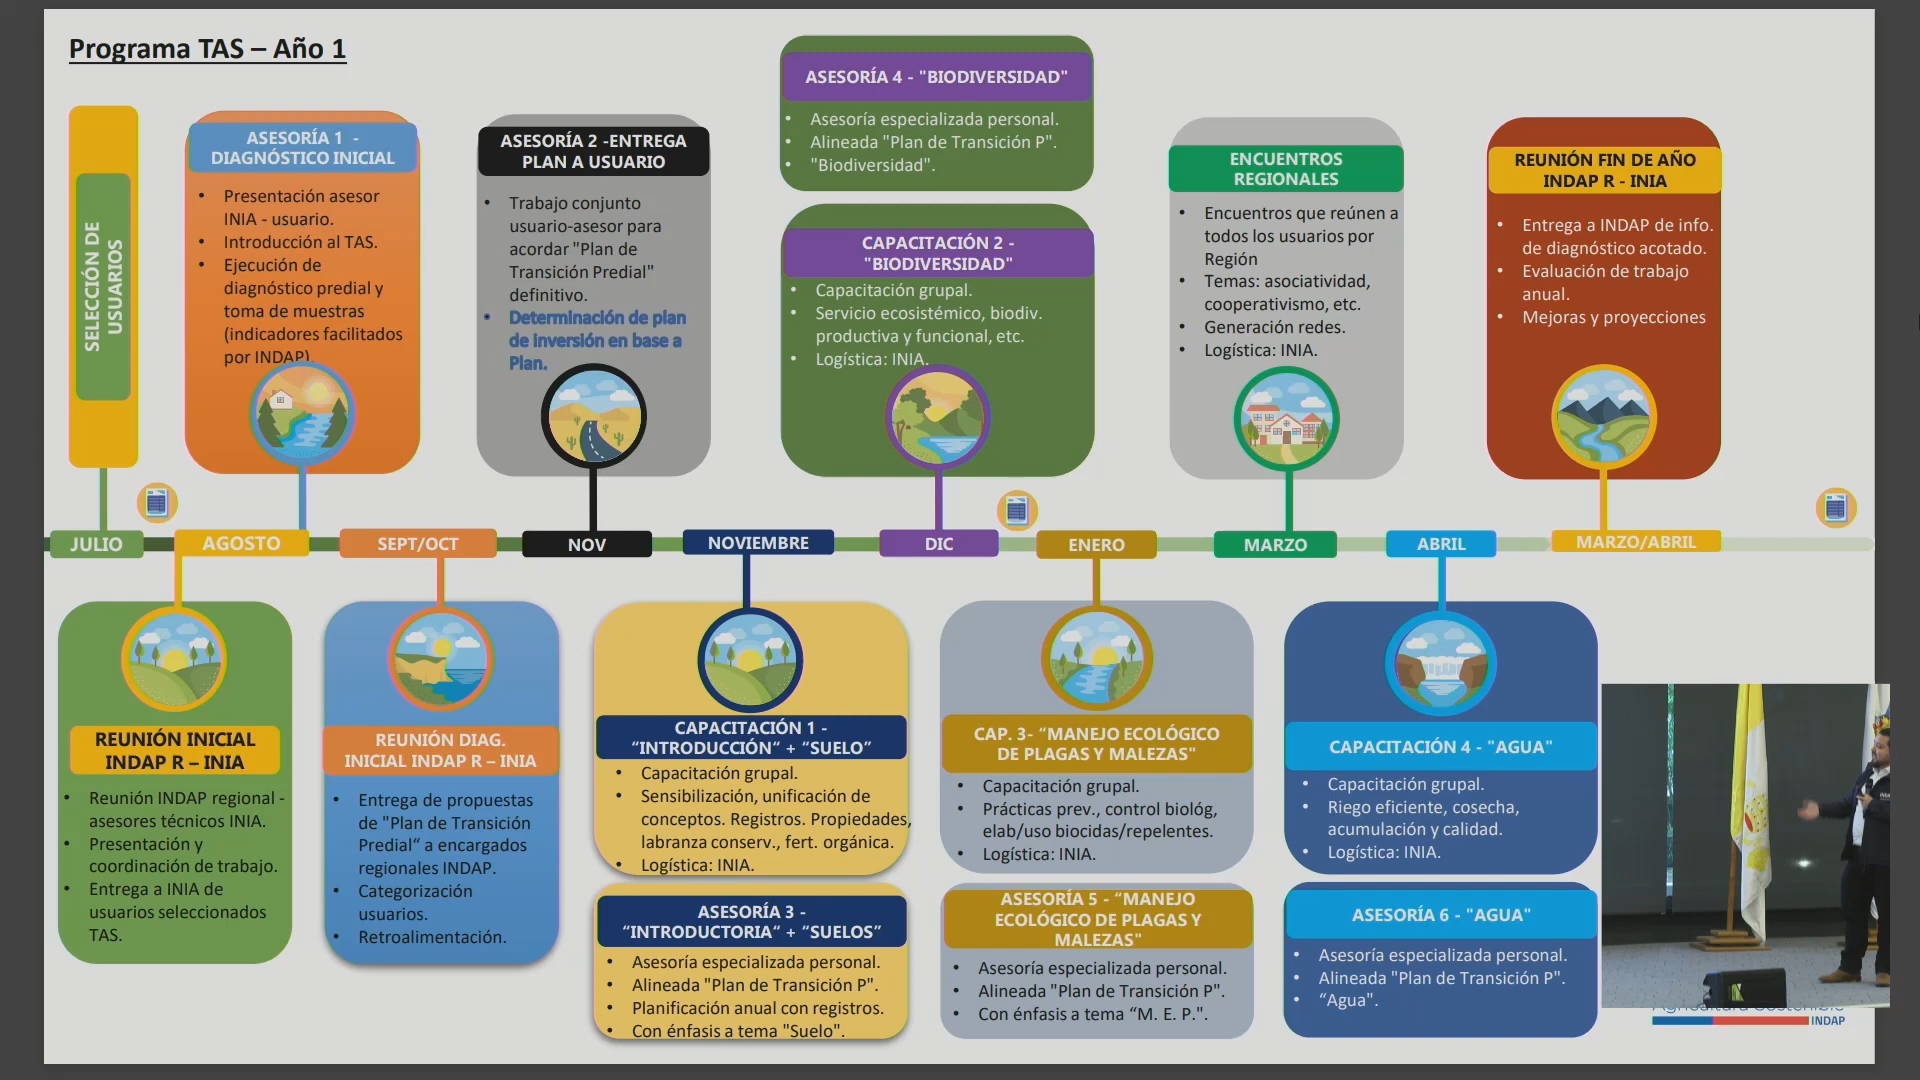 Programa TAS – Año 1
SELECCIÓN DE
USUARIOS
ASESORÍA 1 -
DIAGNÓSTICO INICIAL
• Presentación asesor
INIA - usuario.
• Introducción al TAS.
• Ejecución de
diagnóstico predial y
toma de muestras
(indicadores facilitados
por INDAP).
ASESORÍA 2 -ENTREGA
PLAN A USUARIO
• Trabajo conjunto
usuario-asesor para
acordar "Plan de
Transición Predial"
definitivo.
• Determinación de plan
de inversión en base a
Plan.
ASESORÍA 4 - "BIODIVERSIDAD"
• Asesoría especializada personal.
• Alineada "Plan de Transición P".
• "Biodiversidad".
CAPACITACIÓN 2 -
"BIODIVERSIDAD"
• Capacitación grupal.
• Servicio ecosistémico, biodiv.
productiva y funcional, etc.
• Logística: INIA.
ENCUENTROS
REGIONALES
• Encuentros que reúnen a
todos los usuarios por
Región
• Temas: asociatividad,
cooperativismo, etc.
• Generación redes.
• Logística: INIA.
REUNIÓN FIN DE AÑO
INDAP R - INIA
• Entrega a INDAP de info.
de diagnóstico acotado.
• Evaluación de trabajo
anual.
• Mejoras y proyecciones
JULIO
AGOSTO
SEPT/OCT
NOV
NOVIEMBRE
DIC
ENERO
MARZO
ABRIL
MARZO/ABRIL
REUNIÓN INICIAL
INDAP R – INIA
• Reunión INDAP regional -
asesores técnicos INIA.
• Presentación y
coordinación de trabajo.
• Entrega a INIA de
usuarios seleccionados
TAS.
REUNIÓN DIAG.
INICIAL INDAP R – INIA
• Entrega de propuestas
de "Plan de Transición
Predial“ a encargados
regionales INDAP.
• Categorización
usuarios.
• Retroalimentación.
CAPACITACIÓN 1 -
“INTRODUCCIÓN“ + “SUELO”
• Capacitación grupal.
• Sensibilización, unificación de
conceptos. Registros. Propiedades,
labranza conserv., fert. orgánica.
• Logística: INIA.
ASESORÍA 3 -
“INTRODUCTORIA“ + “SUELOS”
• Asesoría especializada personal.
• Alineada "Plan de Transición P".
• Planificación anual con registros.
• Con énfasis a tema "Suelo".
CAP. 3- “MANEJO ECOLÓGICO
DE PLAGAS Y MALEZAS"
• Capacitación grupal.
• Prácticas prev., control biológ,
elab/uso biocidas/repelentes.
• Logística: INIA.
ASESORÍA 5 - “MANEJO
ECOLÓGICO DE PLAGAS Y
MALEZAS"
• Asesoría especializada personal.
• Alineada "Plan de Transición P".
• Con énfasis a tema “M. E. P.".
CAPACITACIÓN 4 - "AGUA"
• Capacitación grupal.
• Riego eficiente, cosecha,
acumulación y calidad.
• Logística: INIA.
ASESORÍA 6 - "AGUA"
• Asesoría especializada personal.
• Alineada "Plan de Transición P".
• “Agua".
Agricultura Sostenible
INDAP